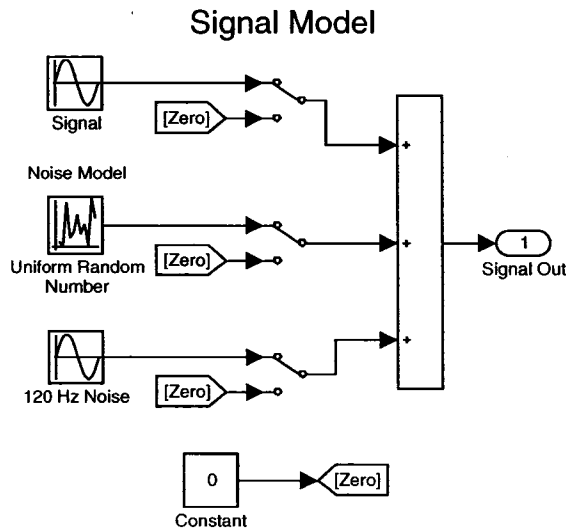 Signal Model
Signal
[Zero]
+
Noise Model
Uniform Random
Number
[Zero]
+
1
Signal Out
120 Hz Noise
[Zero]
+
0
Constant
[Zero]